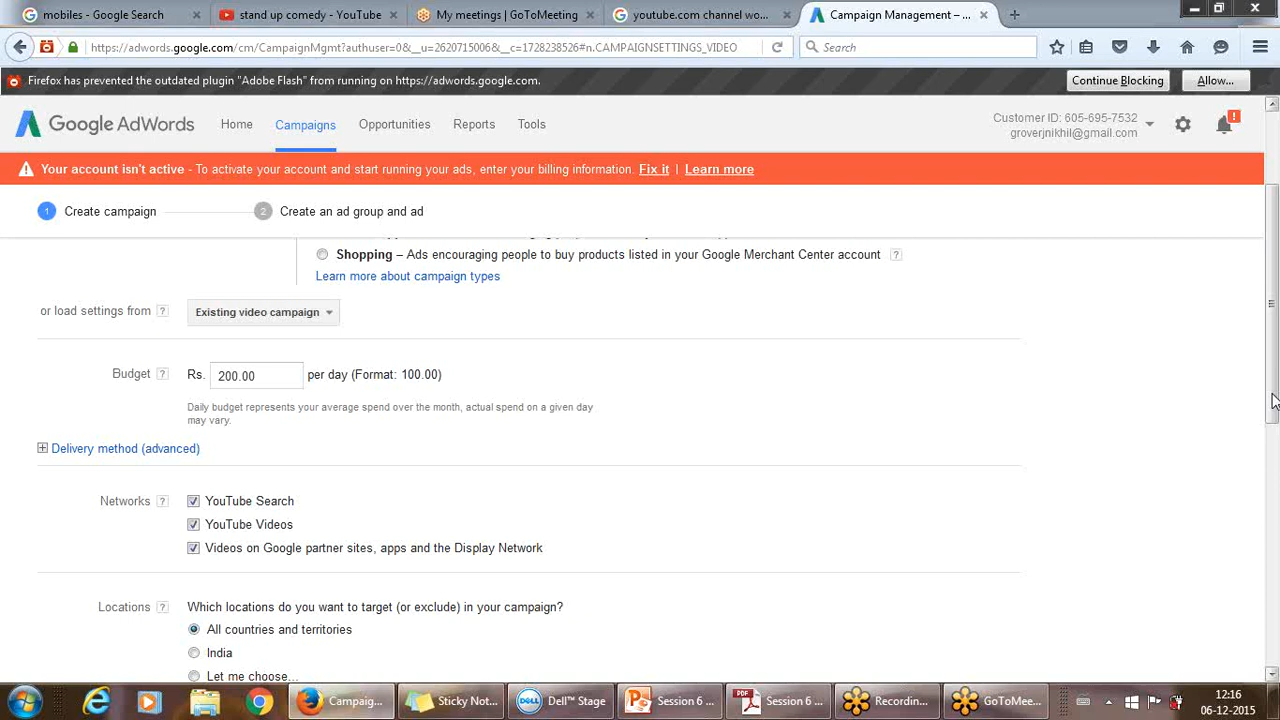 mobiles - Google Search
stand up comedy - YouTube
My meetings | GoToMeeting
youtube.com channel wo...
Campaign Management – ...
https://adwords.google.com/cm/CampaignMgmt?authuser=0&__u=2620715006&__c=1728238526#n.CAMPAIGNSETTINGS_VIDEO
Search
Firefox has prevented the outdated plugin "Adobe Flash" from running on https://adwords.google.com.
Continue Blocking
Allow...
Google AdWords
Home
Campaigns
Opportunities
Reports
Tools
Customer ID: 605-695-7532
groverjnikhil@gmail.com
Your account isn't active - To activate your account and start running your ads, enter your billing information. Fix it | Learn more
1 Create campaign
2 Create an ad group and ad
Shopping – Ads encouraging people to buy products listed in your Google Merchant Center account ?
Learn more about campaign types
or load settings from ? Existing video campaign
Budget ? Rs. 200.00 per day (Format: 100.00)
Daily budget represents your average spend over the month, actual spend on a given day
may vary.
Delivery method (advanced)
Networks ? YouTube Search
YouTube Videos
Videos on Google partner sites, apps and the Display Network
Locations ? Which locations do you want to target (or exclude) in your campaign?
All countries and territories
India
Let me choose...
Campaig...
Sticky Not...
Dell™ Stage
Session 6 ...
Session 6 ...
Recordin...
GoToMee...
12:16
06-12-2015